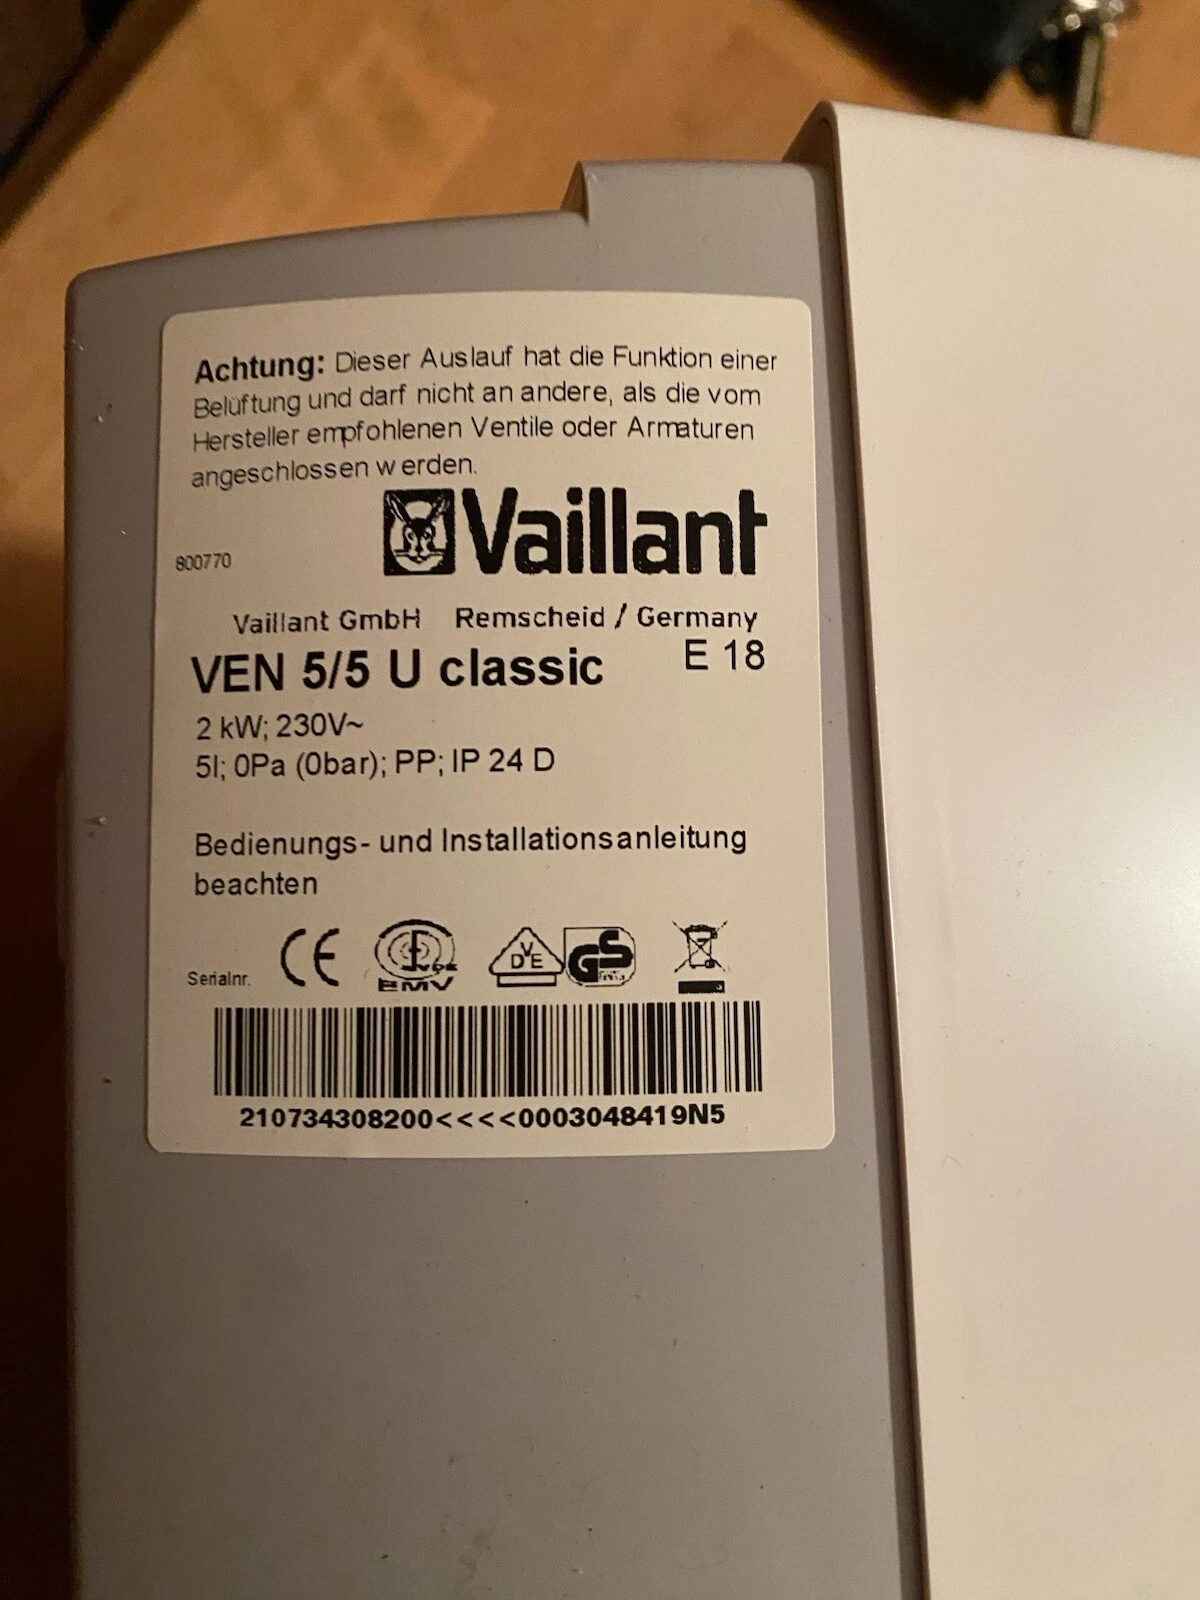 Achtung: Dieser Auslauf hat die Funktion einer
Belüftung und darf nicht an andere, als die vom
Hersteller empfohlenen Ventile oder Armaturen
angeschlossen werden.
Vaillant
800770
Vaillant GmbH Remscheid / Germany
VEN 5/5 U classic E 18
2 kW; 230V~
5l; 0Pa (0bar); PP; IP 24 D
Bedienungs- und Installationsanleitung
beachten
Serialnr. CE VDE EMV DVE GS
210734308200<<<<0003048419N5